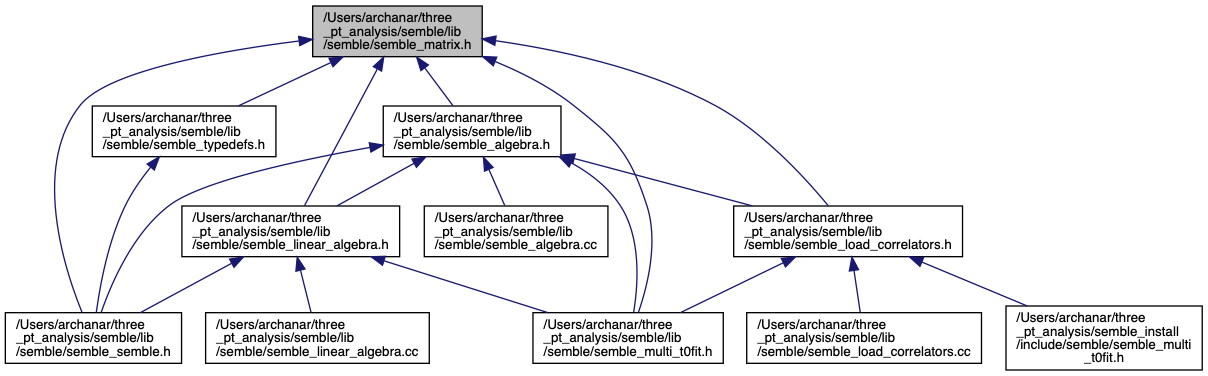 /Users/archanar/three
_pt_analysis/semble/lib
/semble/semble_matrix.h
/Users/archanar/three
_pt_analysis/semble/lib
/semble/semble_typedefs.h
/Users/archanar/three
_pt_analysis/semble/lib
/semble/semble_algebra.h
/Users/archanar/three
_pt_analysis/semble/lib
/semble/semble_linear_algebra.h
/Users/archanar/three
_pt_analysis/semble/lib
/semble/semble_algebra.cc
/Users/archanar/three
_pt_analysis/semble/lib
/semble/semble_load_correlators.h
/Users/archanar/three
_pt_analysis/semble/lib
/semble/semble_semble.h
/Users/archanar/three
_pt_analysis/semble/lib
/semble/semble_linear_algebra.cc
/Users/archanar/three
_pt_analysis/semble/lib
/semble/semble_multi_t0fit.h
/Users/archanar/three
_pt_analysis/semble/lib
/semble/semble_load_correlators.cc
/Users/archanar/three
_pt_analysis/semble_install
/include/semble/semble_multi
_t0fit.h